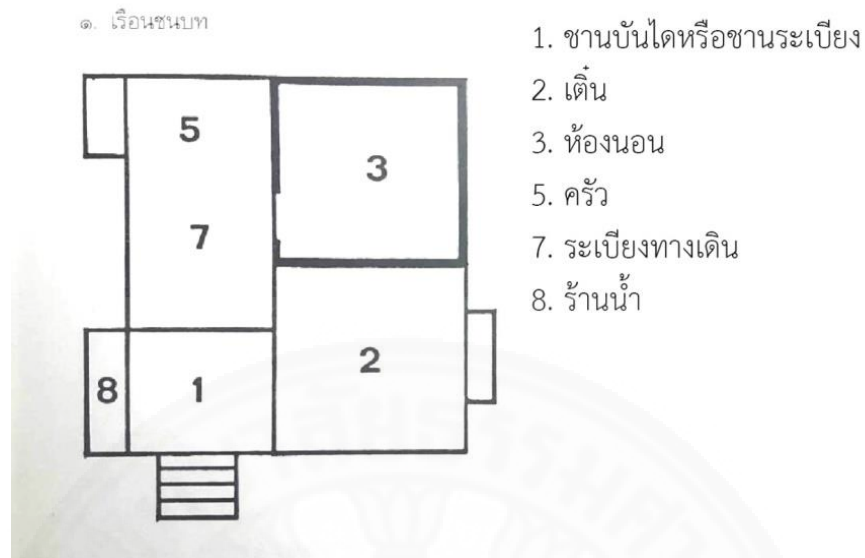 ๑. เรือนชนบท
1. ชานบันไดหรือชานระเบียง
2. เติ๋น
3. ห้องนอน
5. ครัว
7. ระเบียงทางเดิน
8. ร้านน้ำ
5
3
7
2
8
1